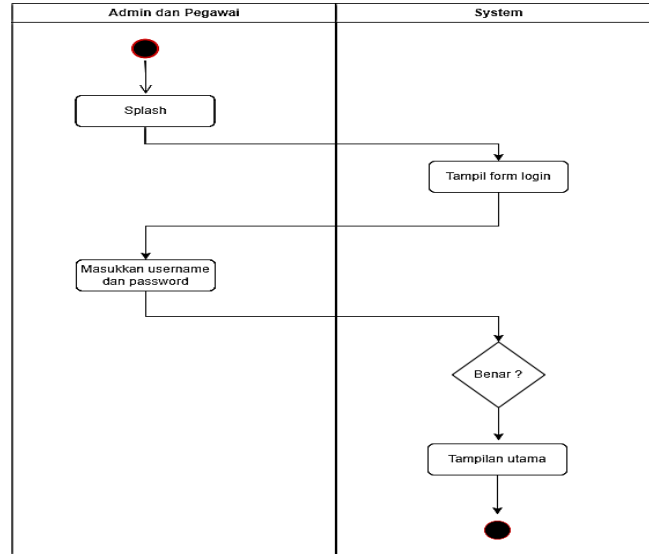 Admin dan Pegawai
System
Splash
Tampil form login
Masukkan username
dan password
Benar ?
Tampilan utama